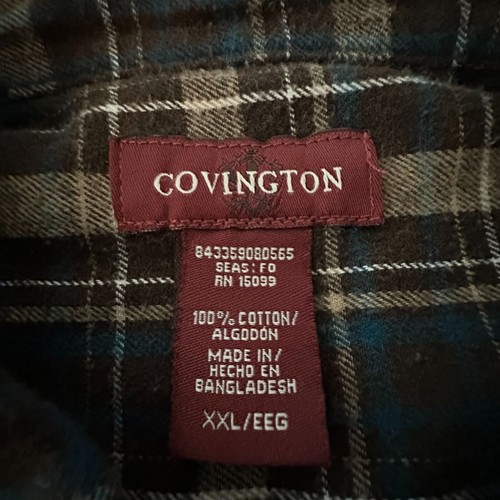 COVINGTON
843359080565
SEAS: FO
RN 15099
100% COTTON/
ALGODÓN
MADE IN/
HECHO EN
BANGLADESH
XXL/EEG